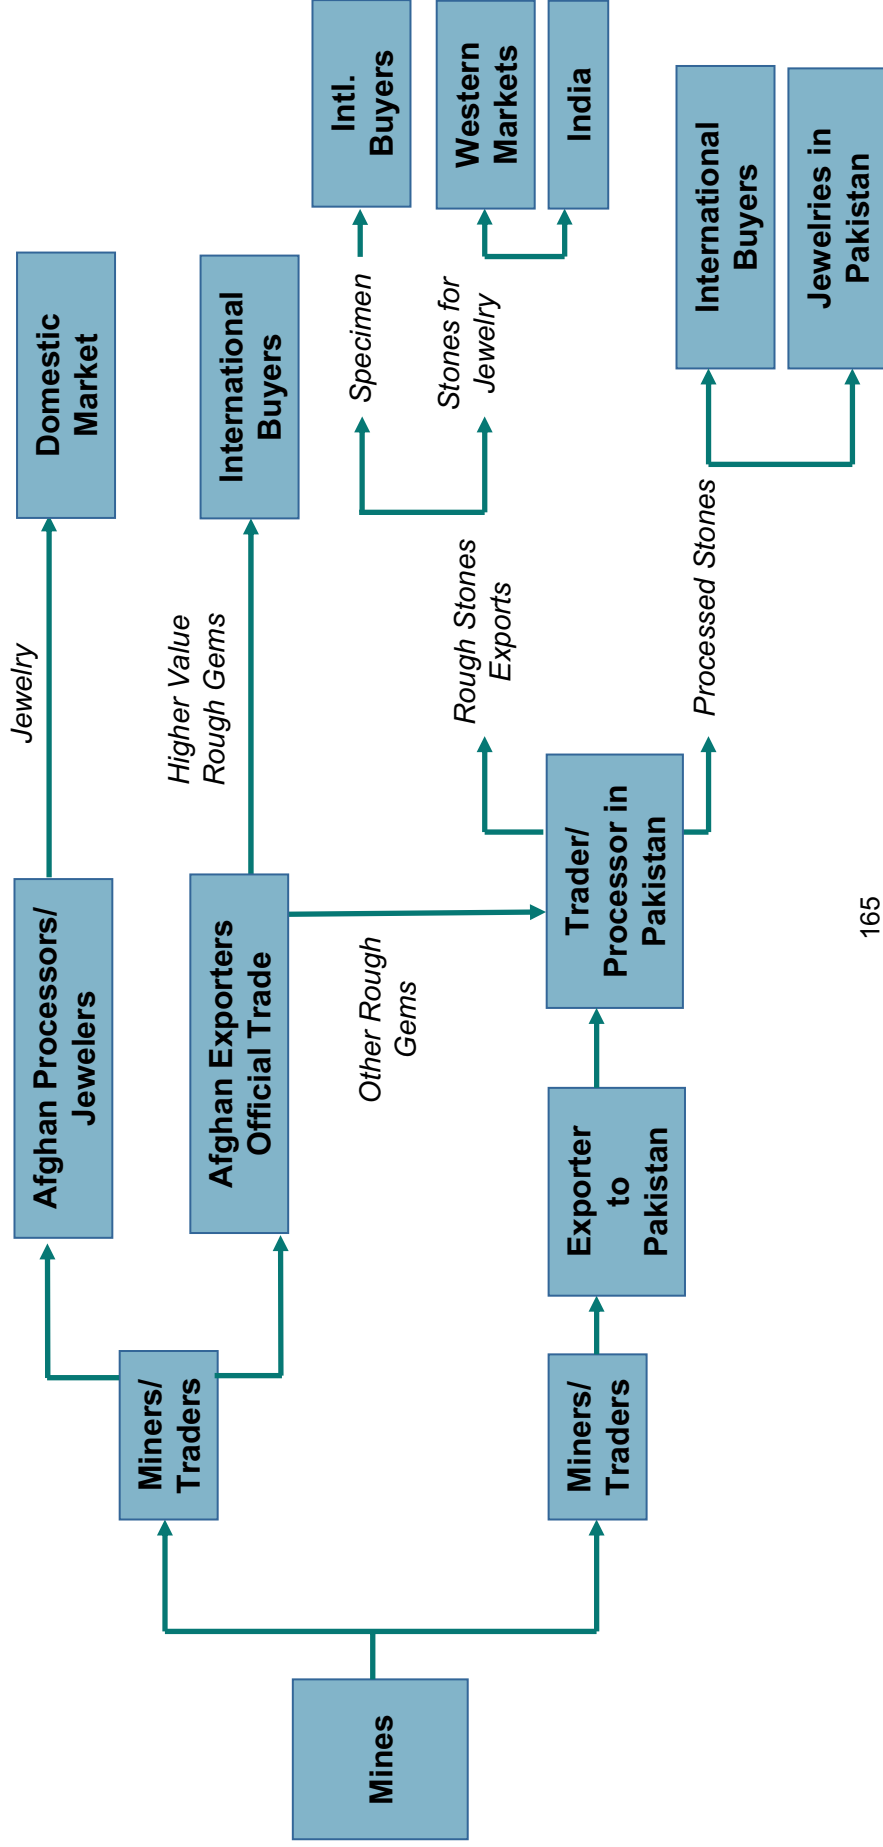 Mines
Miners/
Traders
Afghan Processors/
Jewelers
Jewelry
Domestic
Market
Afghan Exporters
Official Trade
Higher Value
Rough Gems
International
Buyers
Other Rough
Gems
Miners/
Traders
Exporter
to
Pakistan
Trader/
Processor in
Pakistan
Rough Stones
Exports
Specimen
Intl.
Buyers
Stones for
Jewelry
Western
Markets
India
Processed Stones
International
Buyers
Jewelries in
Pakistan
165